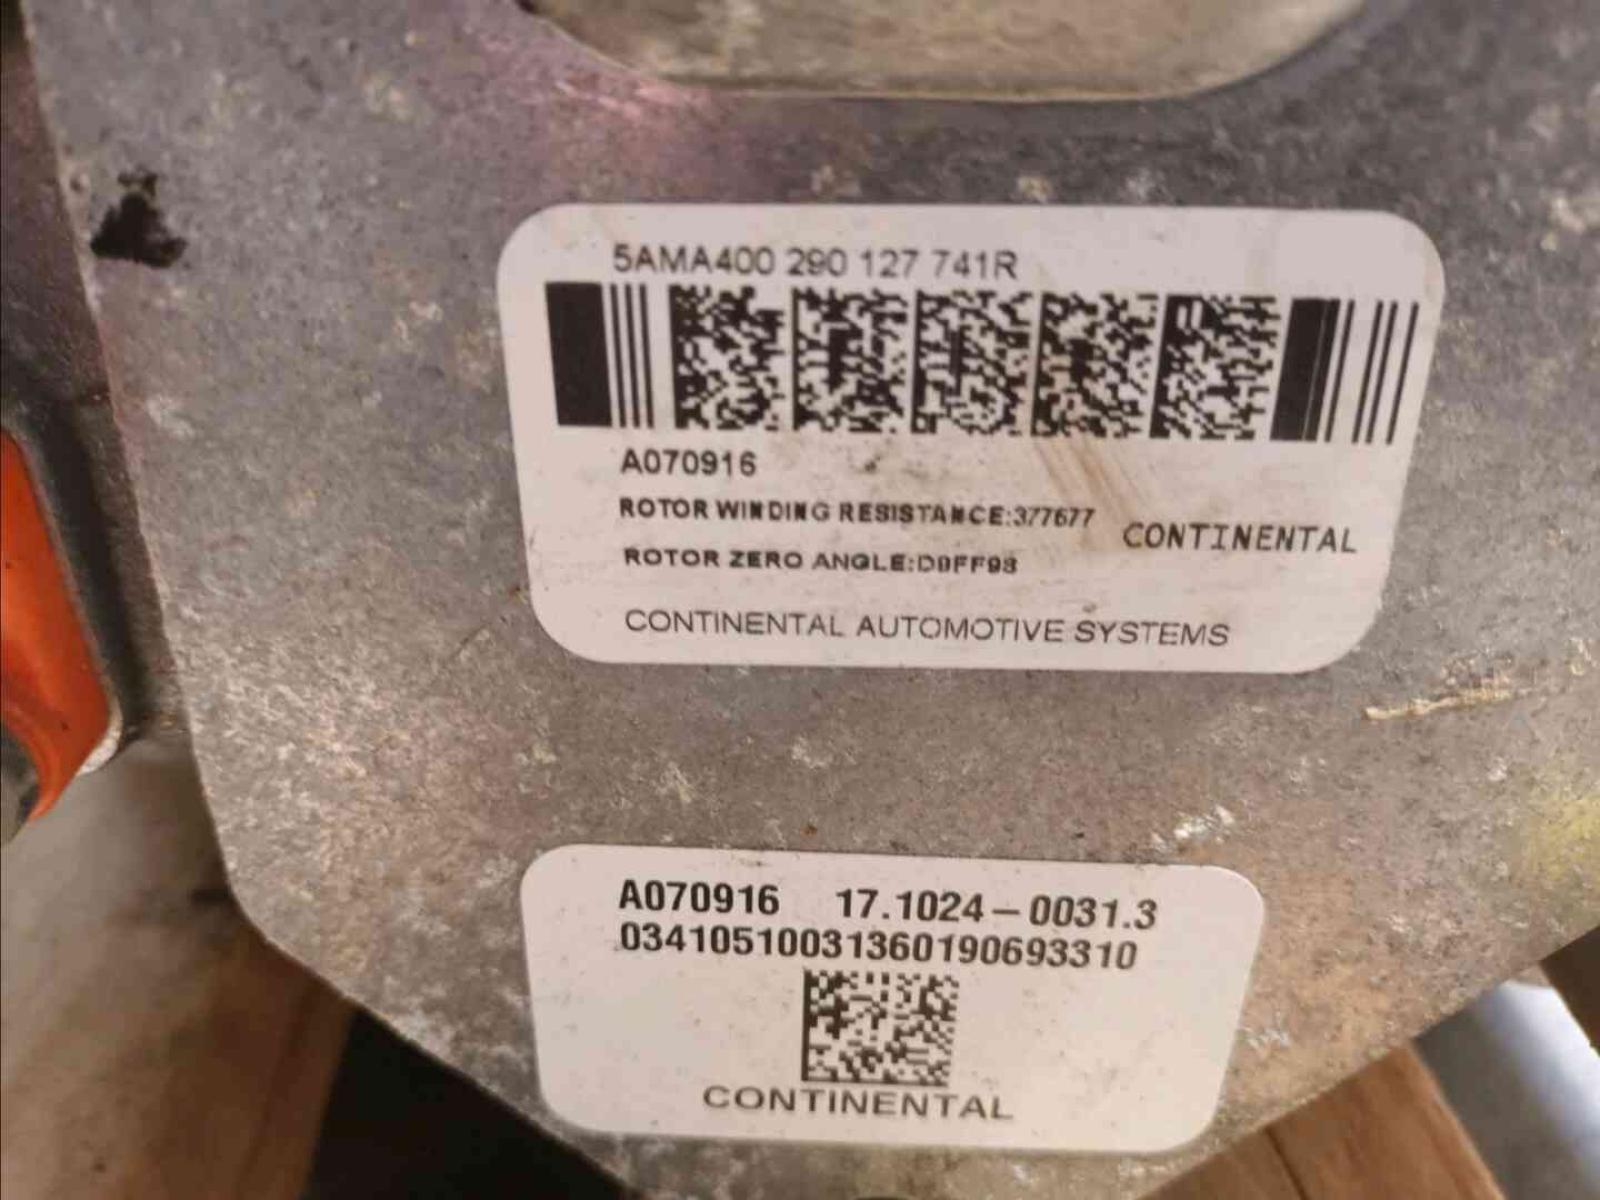 5AMA400 290 127 741R
A070916
ROTOR WINDING RESISTANCE:377677
CONTINENTAL
ROTOR ZERO ANGLE:D9FF98
CONTINENTAL AUTOMOTIVE SYSTEMS
A070916 17.1024-0031.3
03410510031360190693310
CONTINENTAL